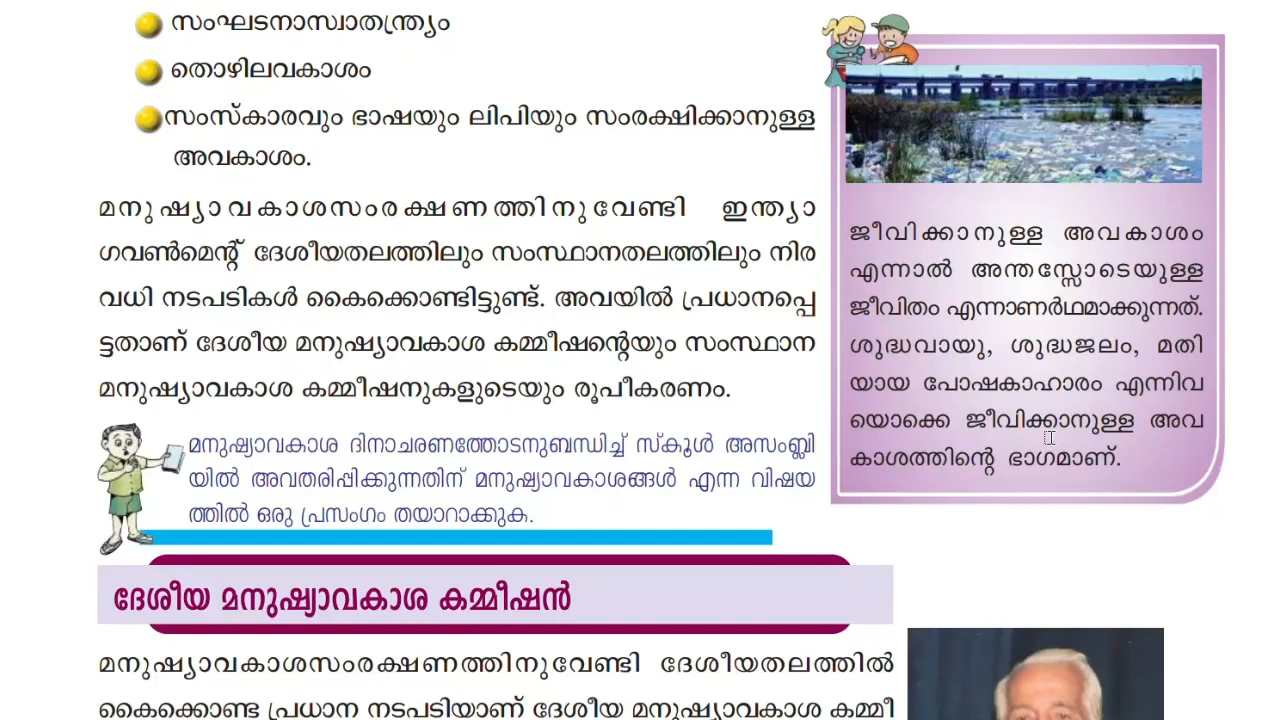 സംഘടനാസ്വാതന്ത്ര്യം
തൊഴിലവകാശം
സംസ്കാരവും ഭാഷയും ലിപിയും സംരക്ഷിക്കാനുള്ള
അവകാശം.
മനുഷ്യാവകാശസംരക്ഷണത്തിനുവേണ്ടി ഇന്ത്യാ
ഗവൺമെന്റ് ദേശീയതലത്തിലും സംസ്ഥാനതലത്തിലും നിര
വധി നടപടികൾ കൈക്കൊണ്ടിട്ടുണ്ട്. അവയിൽ പ്രധാനപ്പെ
ട്ടതാണ് ദേശീയ മനുഷ്യാവകാശ കമ്മീഷന്റെയും സംസ്ഥാന
മനുഷ്യാവകാശ കമ്മീഷനുകളുടെയും രൂപീകരണം.
മനുഷ്യാവകാശ ദിനാചരണത്തോടനുബന്ധിച്ച് സ്കൂൾ അസംബ്ലി
യിൽ അവതരിപ്പിക്കുന്നതിന് മനുഷ്യാവകാശങ്ങൾ എന്ന വിഷയ
ത്തിൽ ഒരു പ്രസംഗം തയാറാക്കുക.
ജീവിക്കാനുള്ള അവകാശം
എന്നാൽ അന്തസ്സോടെയുള്ള
ജീവിതം എന്നാണർഥമാക്കുന്നത്.
ശുദ്ധവായു, ശുദ്ധജലം, മതി
യായ പോഷകാഹാരം എന്നിവ
യൊക്കെ ജീവിക്കാനുള്ള അവ
കാശത്തിന്റെ ഭാഗമാണ്.
ദേശീയ മനുഷ്യാവകാശ കമ്മീഷൻ
മനുഷ്യാവകാശസംരക്ഷണത്തിനുവേണ്ടി ദേശീയതലത്തിൽ
കൈക്കൊണ്ട പ്രധാന നടപടിയാണ് ദേശീയ മനുഷ്യാവകാശ കമ്മീ